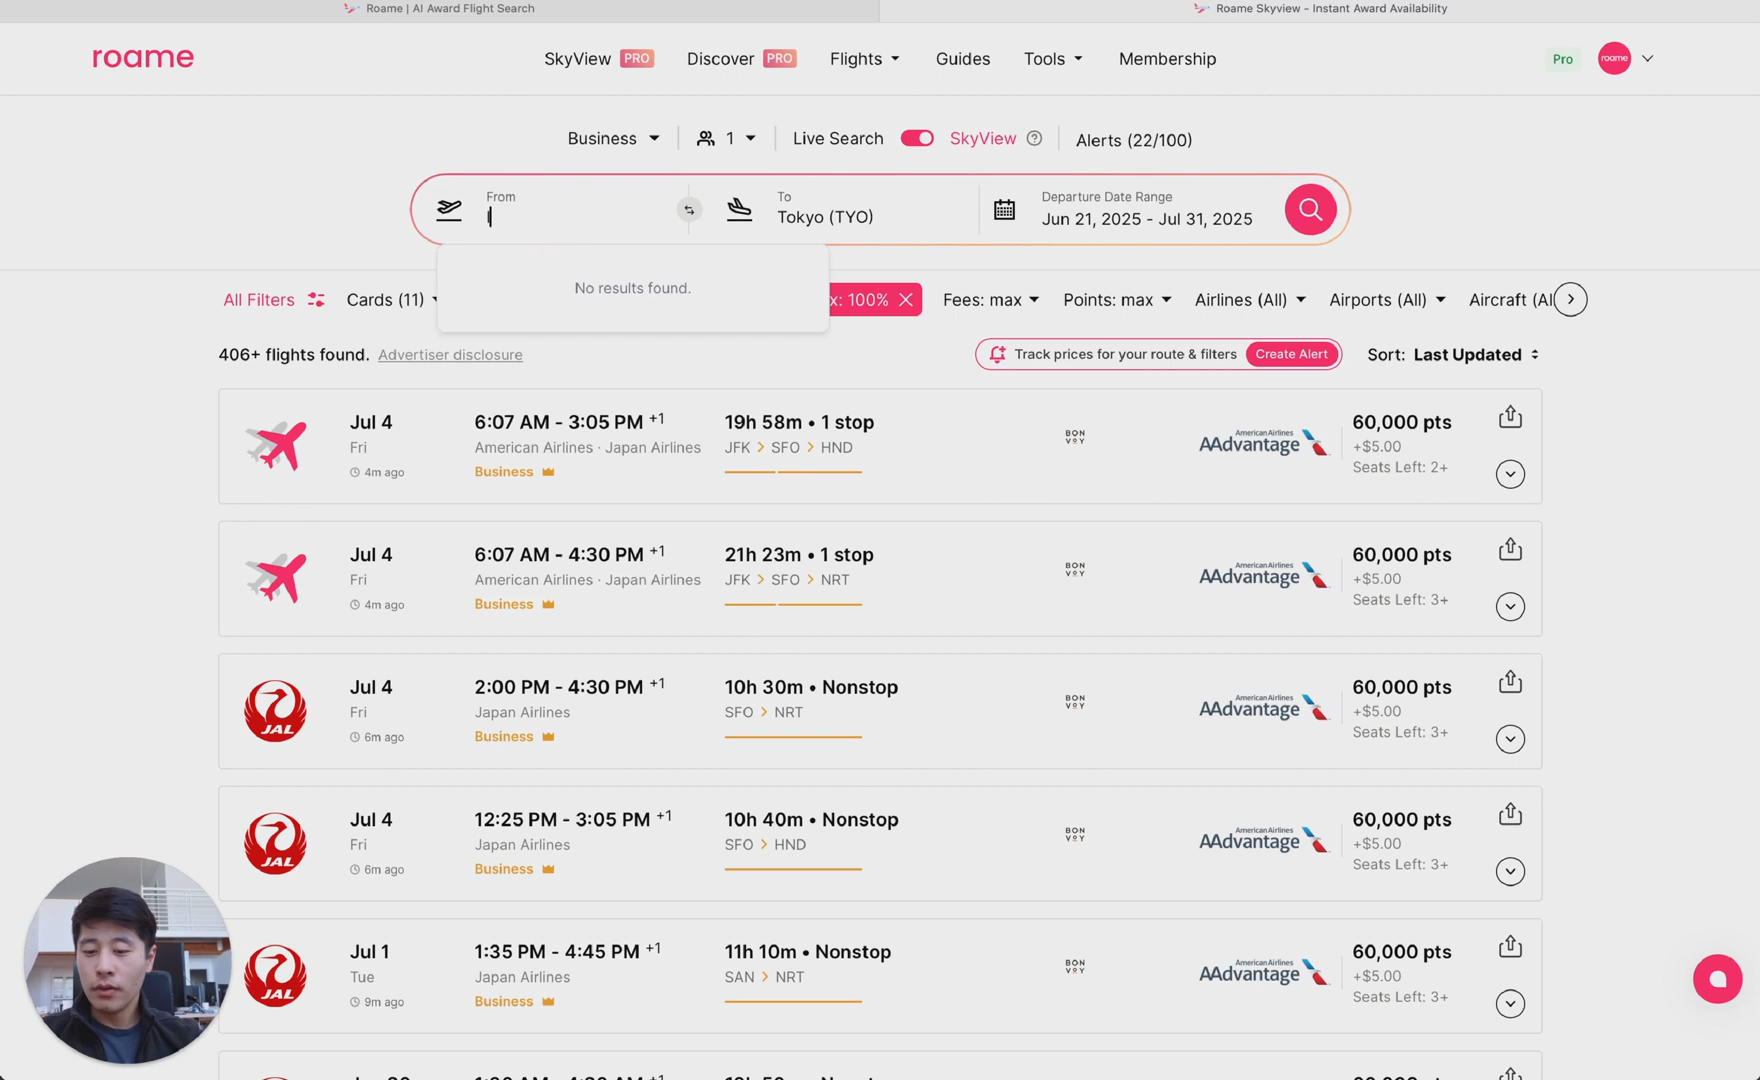 Roame | AI Award Flight Search
Roame Skyview - Instant Award Availability
roame
SkyView PRO
Discover PRO
Flights
Guides
Tools
Membership
Pro
roame
Business
1
Live Search
SkyView
Alerts (22/100)
From
To
Tokyo (TYO)
Departure Date Range
Jun 21, 2025 - Jul 31, 2025
No results found.
All Filters
Cards (11)
x: 100%
Fees: max
Points: max
Airlines (All)
Airports (All)
Aircraft (Al
406+ flights found. Advertiser disclosure
Track prices for your route & filters Create Alert
Sort: Last Updated
Jul 4
Fri
4m ago
6:07 AM - 3:05 PM +1
American Airlines · Japan Airlines
Business
19h 58m • 1 stop
JFK > SFO > HND
BON
VOY
American Airlines
AAdvantage
60,000 pts
+$5.00
Seats Left: 2+
Jul 4
Fri
4m ago
6:07 AM - 4:30 PM +1
American Airlines · Japan Airlines
Business
21h 23m • 1 stop
JFK > SFO > NRT
BON
VOY
American Airlines
AAdvantage
60,000 pts
+$5.00
Seats Left: 3+
JAL
Jul 4
Fri
6m ago
2:00 PM - 4:30 PM +1
Japan Airlines
Business
10h 30m • Nonstop
SFO > NRT
BON
VOY
American Airlines
AAdvantage
60,000 pts
+$5.00
Seats Left: 3+
JAL
Jul 4
Fri
6m ago
12:25 PM - 3:05 PM +1
Japan Airlines
Business
10h 40m • Nonstop
SFO > HND
BON
VOY
American Airlines
AAdvantage
60,000 pts
+$5.00
Seats Left: 3+
JAL
Jul 1
Tue
9m ago
1:35 PM - 4:45 PM +1
Japan Airlines
Business
11h 10m • Nonstop
SAN > NRT
BON
VOY
American Airlines
AAdvantage
60,000 pts
+$5.00
Seats Left: 3+